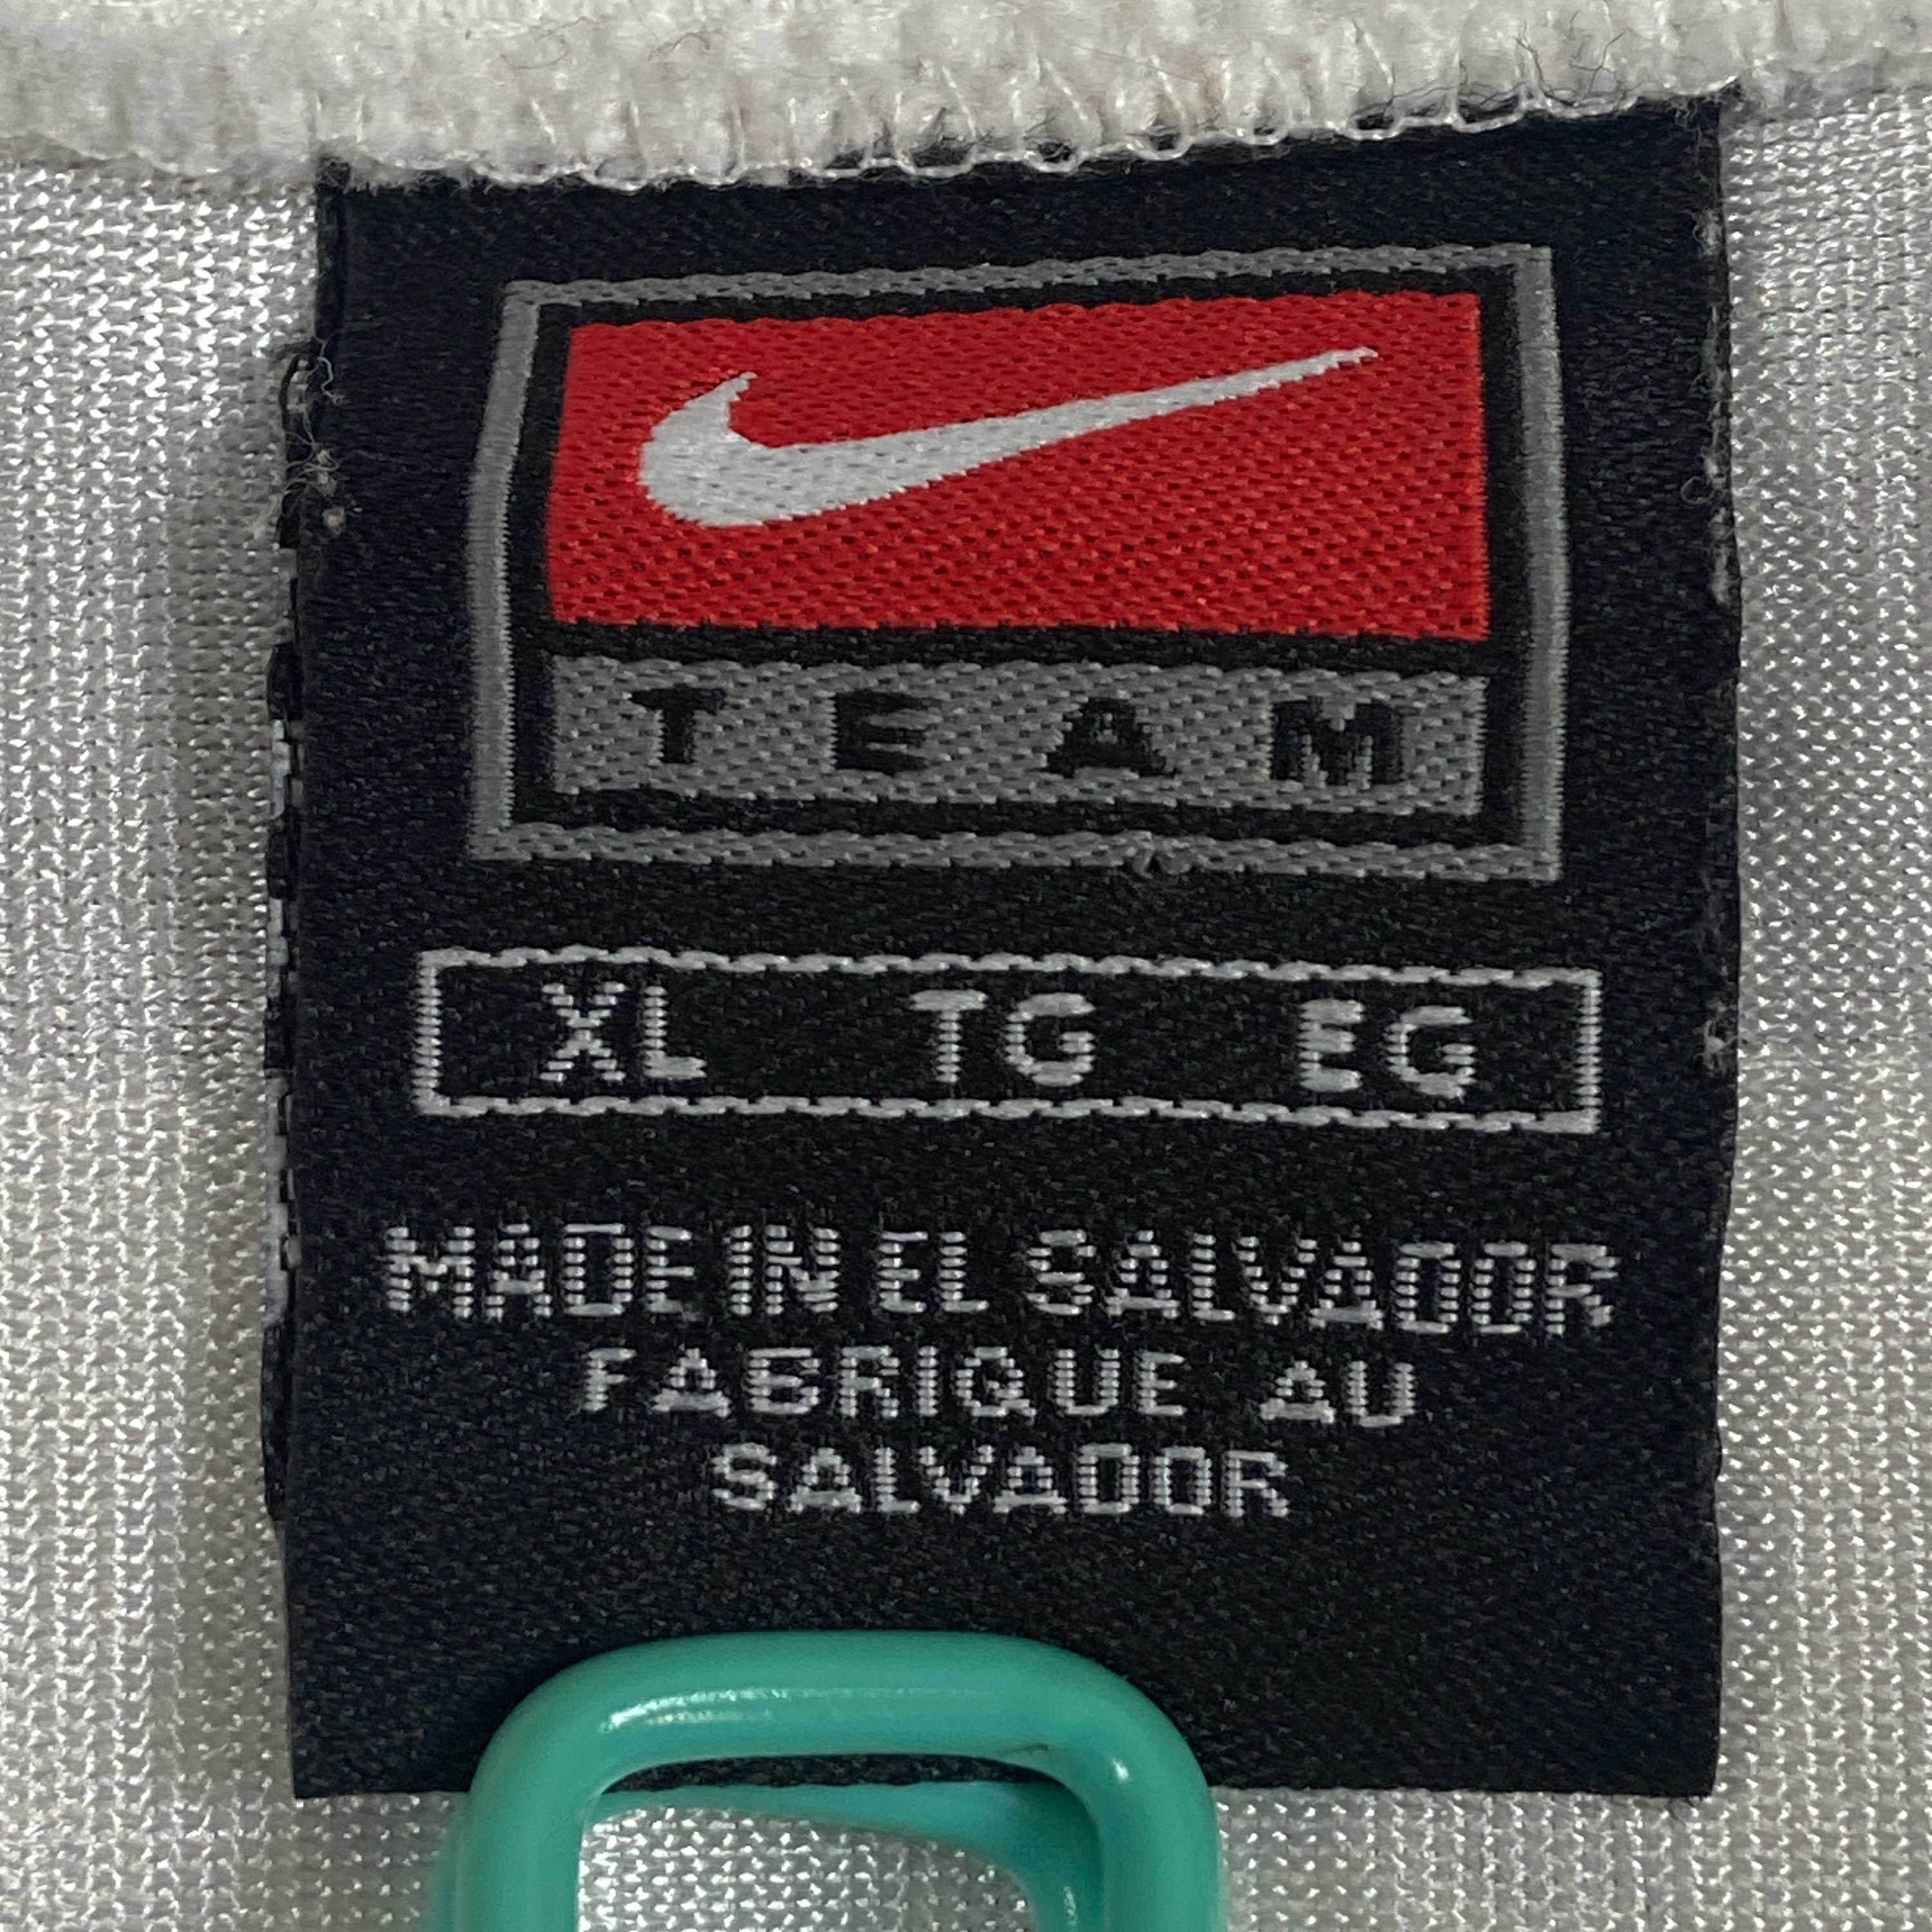 TEAM
XL TG EG
MADE IN EL SALVADOR
FABRIQUE AU
SALVADOR